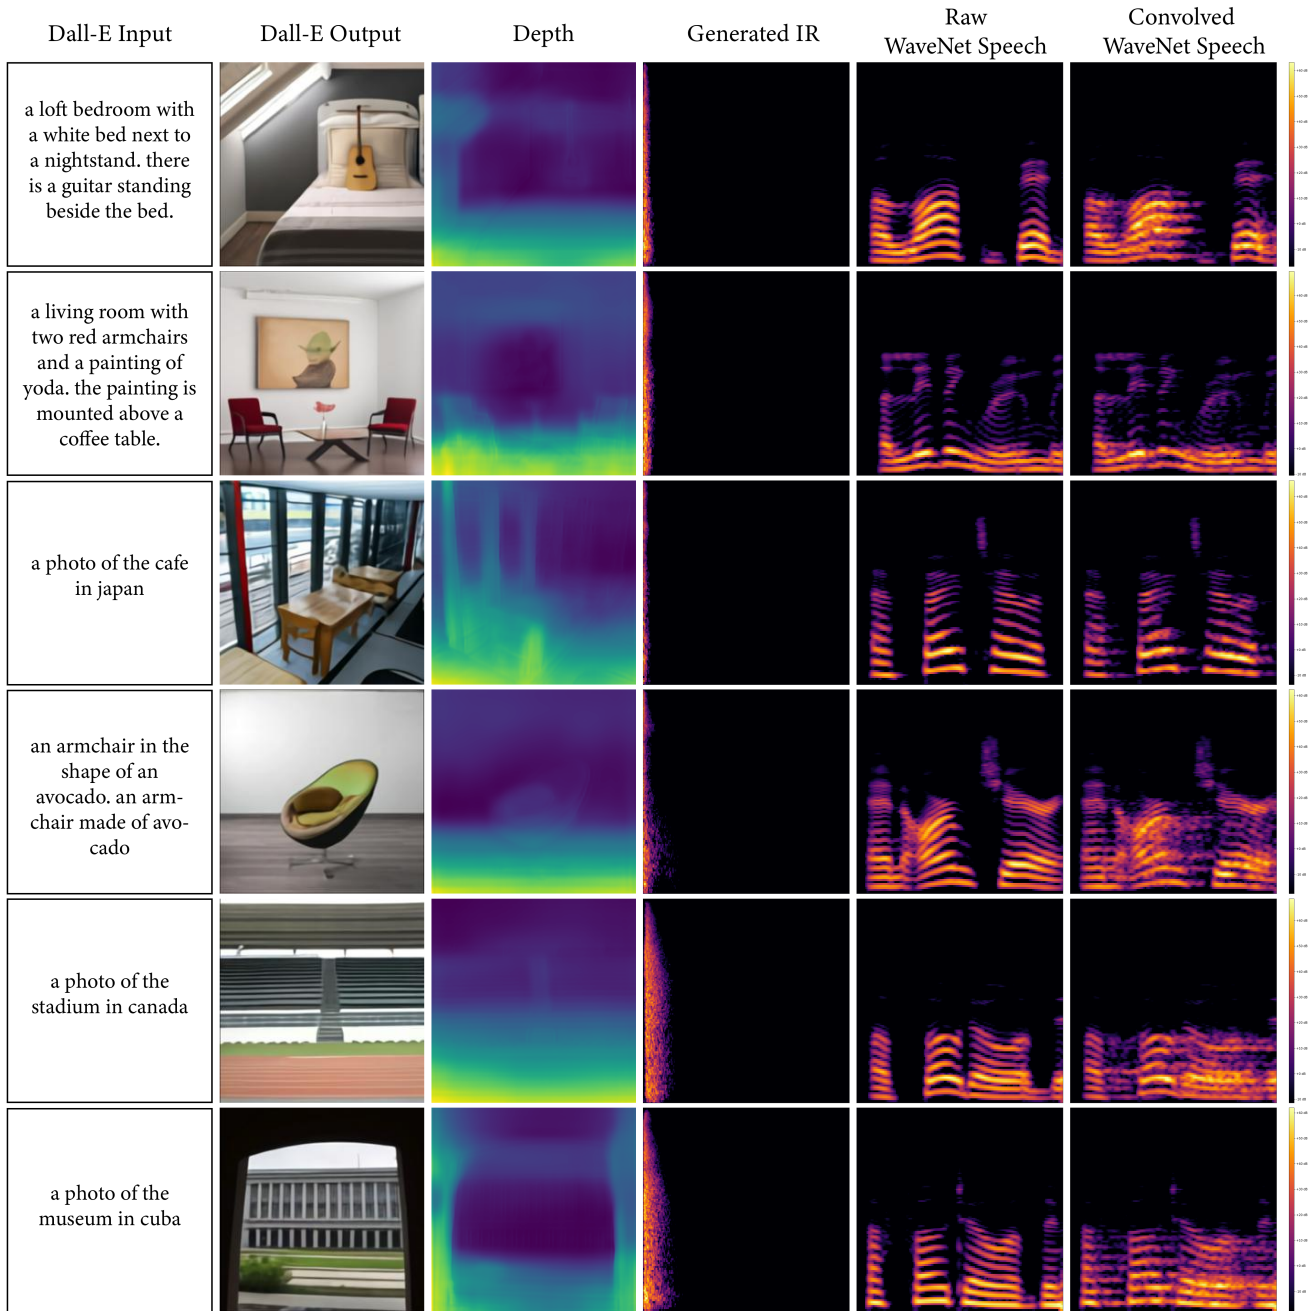 Dall-E Input
Dall-E Output
Depth
Generated IR
Raw
WaveNet Speech
Convolved
WaveNet Speech
a loft bedroom with
a white bed next to
a nightstand. there
is a guitar standing
beside the bed.
a living room with
two red armchairs
and a painting of
yoda. the painting is
mounted above a
coffee table.
a photo of the cafe
in japan
an armchair in the
shape of an
avocado. an arm-
chair made of avo-
cado
a photo of the
stadium in canada
a photo of the
museum in cuba